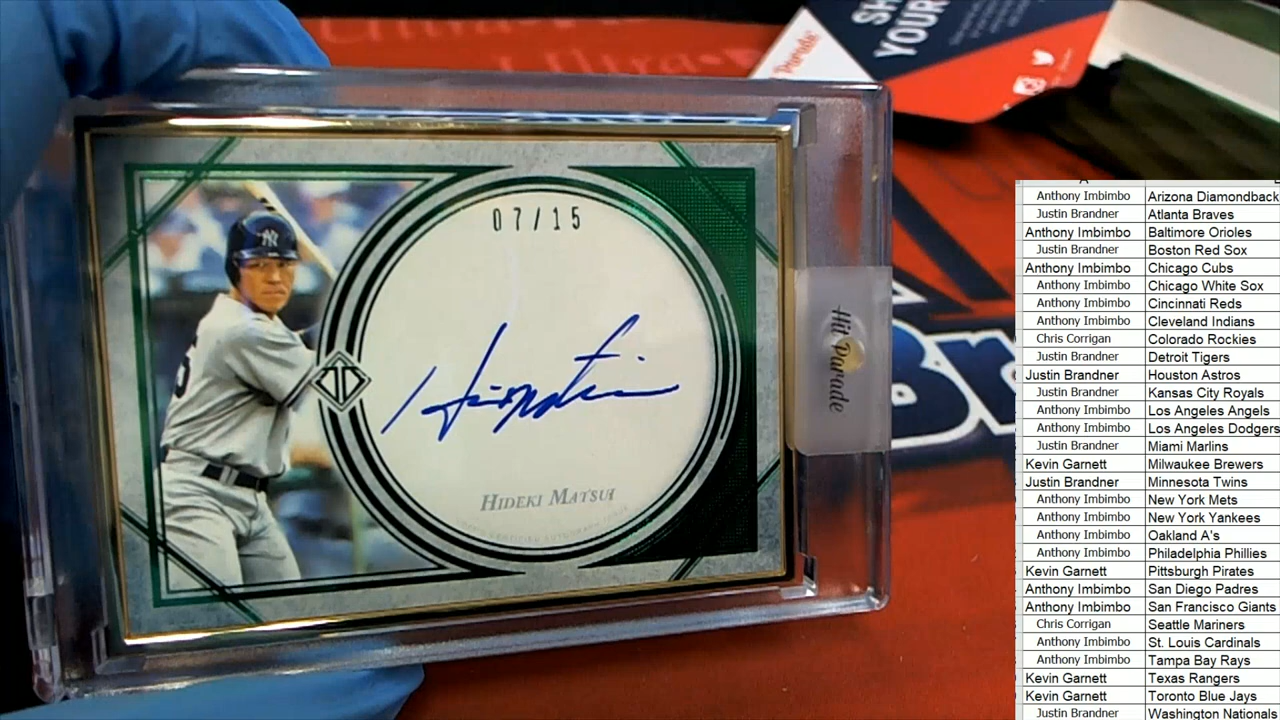 SH
YOUR
Parade
Ultra
07/15
NY
Hideki Matsui
Hit Parade
Br
Anthony Imbimbo Arizona Diamondback
Justin Brandner Atlanta Braves
Anthony Imbimbo Baltimore Orioles
Justin Brandner Boston Red Sox
Anthony Imbimbo Chicago Cubs
Anthony Imbimbo Chicago White Sox
Anthony Imbimbo Cincinnati Reds
Anthony Imbimbo Cleveland Indians
Chris Corrigan Colorado Rockies
Justin Brandner Detroit Tigers
Justin Brandner Houston Astros
Justin Brandner Kansas City Royals
Anthony Imbimbo Los Angeles Angels
Anthony Imbimbo Los Angeles Dodgers
Justin Brandner Miami Marlins
Kevin Garnett Milwaukee Brewers
Justin Brandner Minnesota Twins
Anthony Imbimbo New York Mets
Anthony Imbimbo New York Yankees
Anthony Imbimbo Oakland A's
Anthony Imbimbo Philadelphia Phillies
Kevin Garnett Pittsburgh Pirates
Anthony Imbimbo San Diego Padres
Anthony Imbimbo San Francisco Giants
Chris Corrigan Seattle Mariners
Anthony Imbimbo St. Louis Cardinals
Anthony Imbimbo Tampa Bay Rays
Kevin Garnett Texas Rangers
Kevin Garnett Toronto Blue Jays
Justin Brandner Washington Nationals